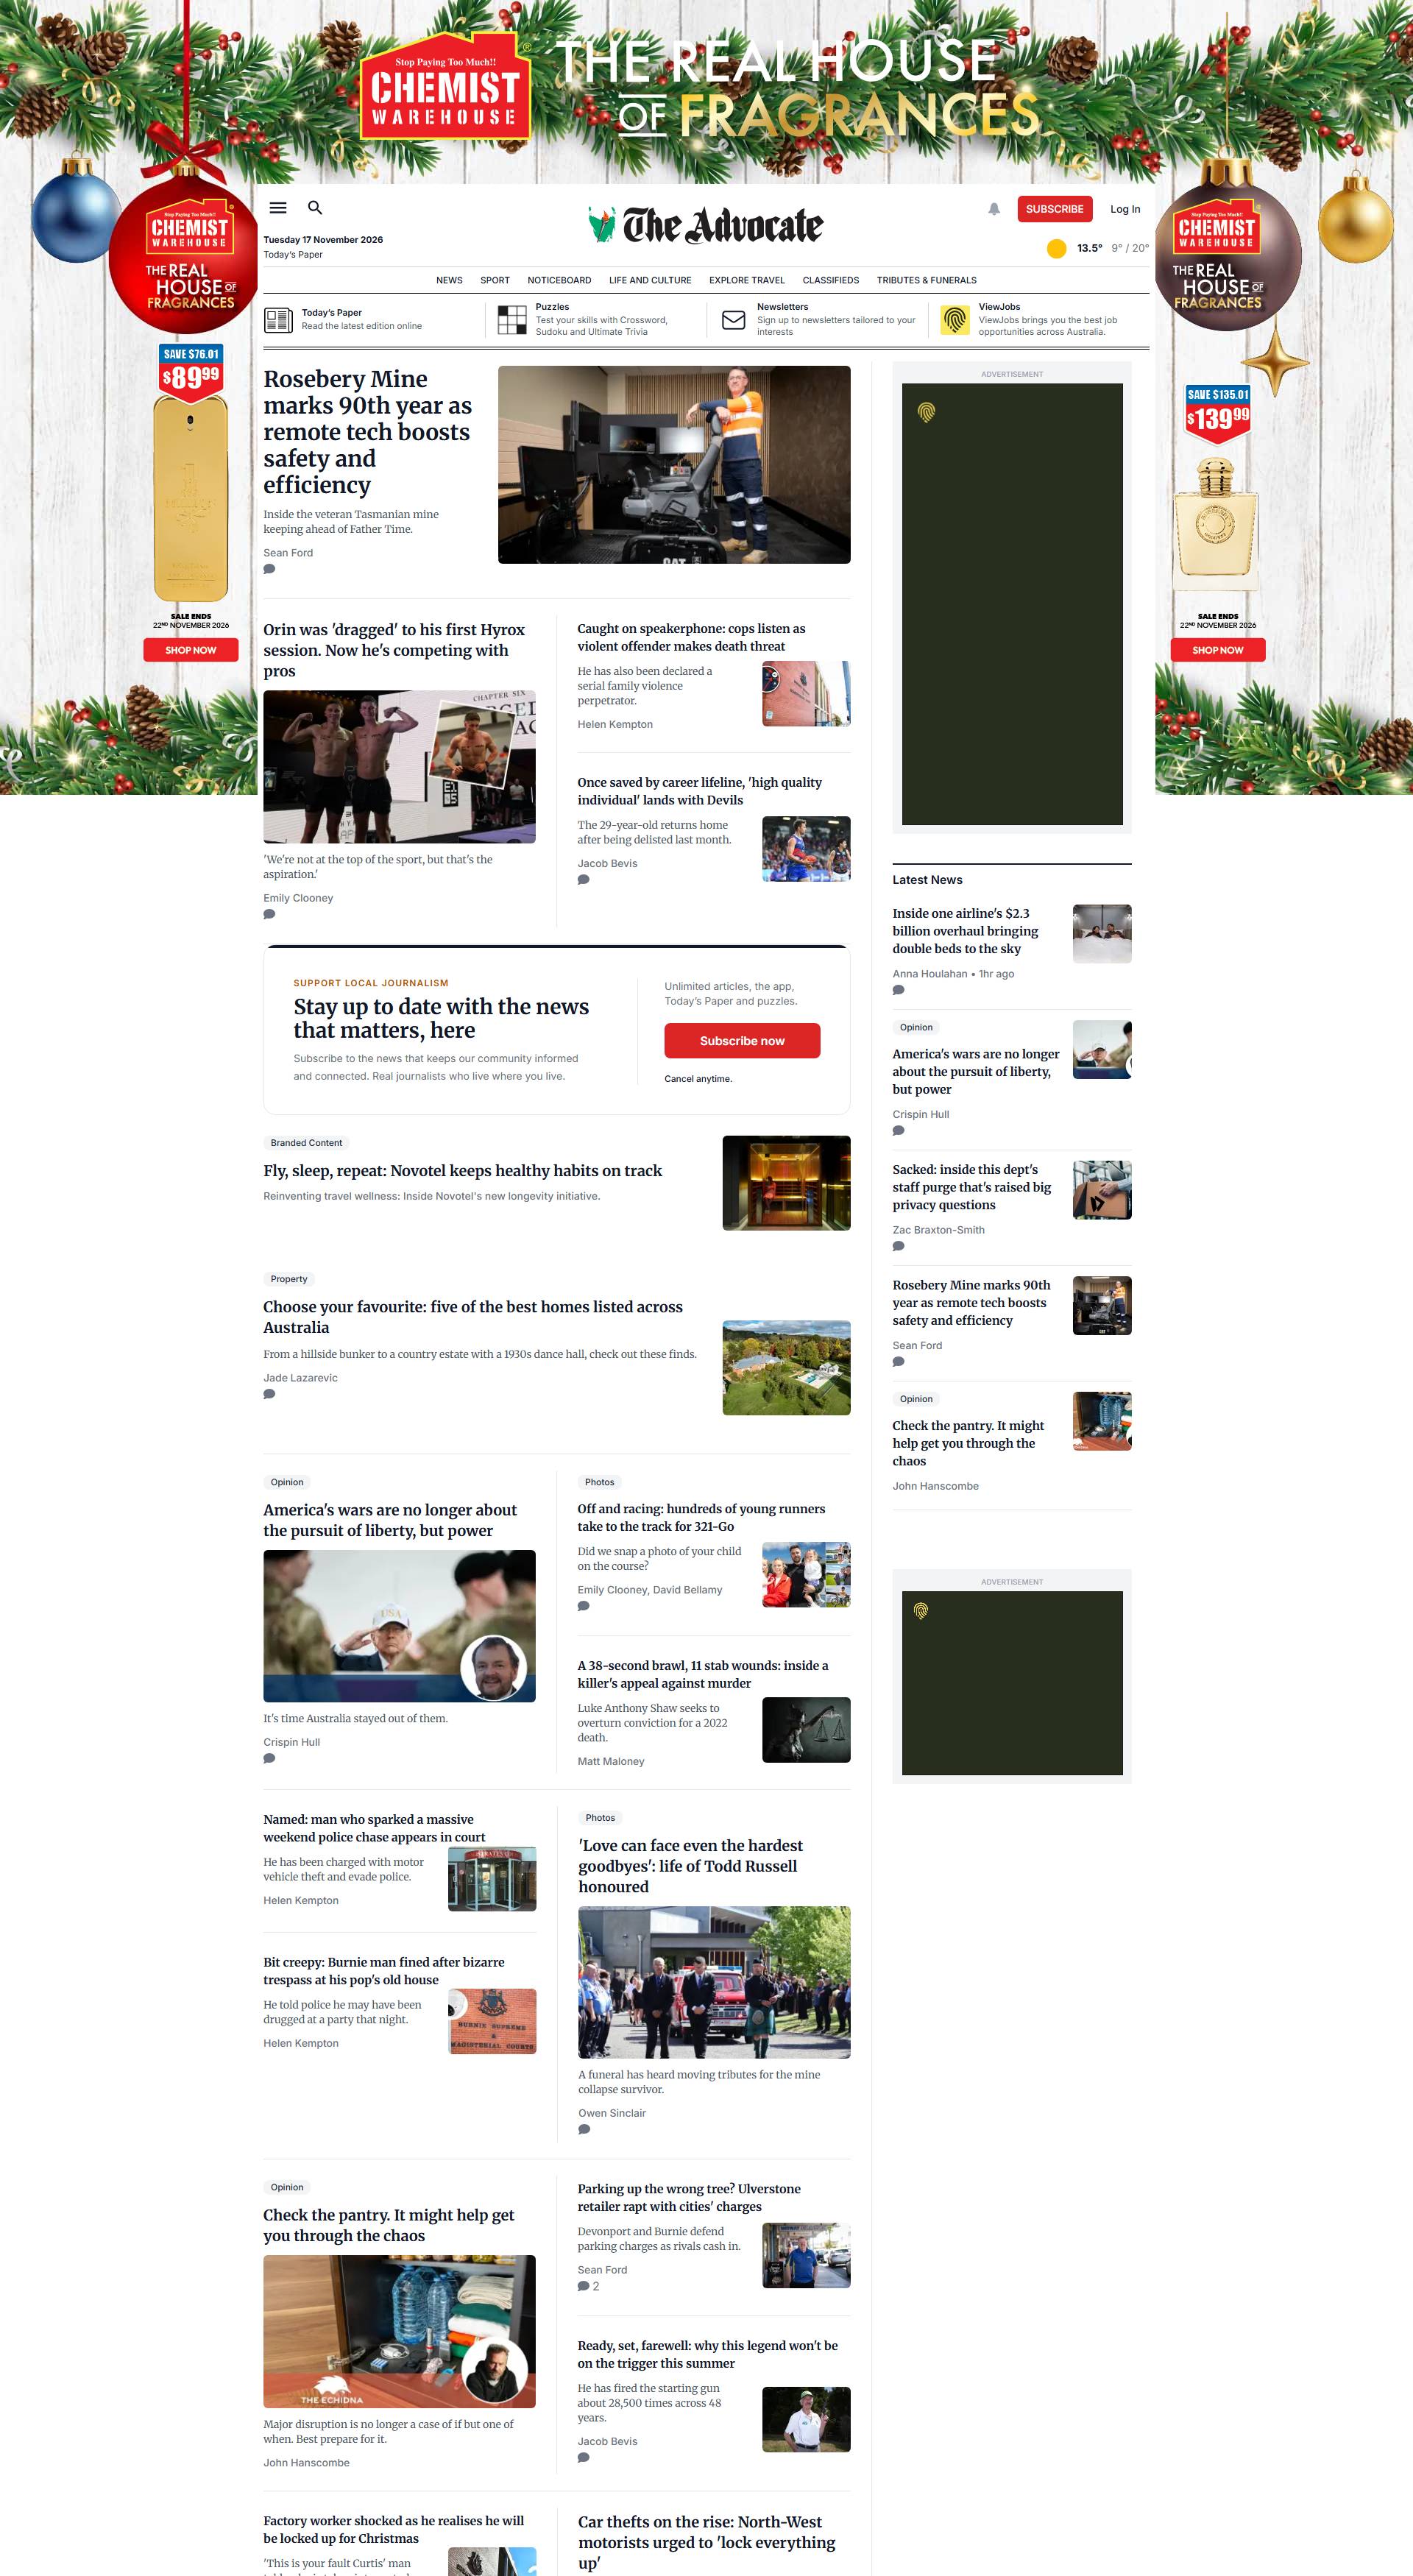 Stop Paying Too Much!!
CHEMIST
WAREHOUSE
®
THE REAL HOUSE
OF FRAGRANCES
Stop Paying Too Much!!
CHEMIST
WAREHOUSE
THE REAL
HOUSE OF
FRAGRANCES
SAVE $76.01
$89.99
SALE ENDS
22ND NOVEMBER 2026
SHOP NOW
Stop Paying Too Much!!
CHEMIST
WAREHOUSE
THE REAL
HOUSE OF
FRAGRANCES
SAVE $135.01
$139.99
SALE ENDS
22ND NOVEMBER 2026
SHOP NOW
The Advocate
SUBSCRIBE
Log In
Tuesday 17 November 2026
Today's Paper
13.5° 9° / 20°
NEWS SPORT NOTICEBOARD LIFE AND CULTURE EXPLORE TRAVEL CLASSIFIEDS TRIBUTES & FUNERALS
Today's Paper
Read the latest edition online
Puzzles
Test your skills with Crossword,
Sudoku and Ultimate Trivia
Newsletters
Sign up to newsletters tailored to your
interests
ViewJobs
ViewJobs brings you the best job
opportunities across Australia.
Rosebery Mine
marks 90th year as
remote tech boosts
safety and
efficiency
Inside the veteran Tasmanian mine
keeping ahead of Father Time.
Sean Ford
CAT
Orin was 'dragged' to his first Hyrox
session. Now he's competing with
pros
CHAPTER SIX
'We're not at the top of the sport, but that's the
aspiration.'
Emily Clooney
Caught on speakerphone: cops listen as
violent offender makes death threat
He has also been declared a
serial family violence
perpetrator.
Helen Kempton
Once saved by career lifeline, 'high quality
individual' lands with Devils
The 29-year-old returns home
after being delisted last month.
Jacob Bevis
SUPPORT LOCAL JOURNALISM
Stay up to date with the news
that matters, here
Subscribe to the news that keeps our community informed
and connected. Real journalists who live where you live.
Unlimited articles, the app,
Today's Paper and puzzles.
Subscribe now
Cancel anytime.
Branded Content
Fly, sleep, repeat: Novotel keeps healthy habits on track
Reinventing travel wellness: Inside Novotel's new longevity initiative.
Property
Choose your favourite: five of the best homes listed across
Australia
From a hillside bunker to a country estate with a 1930s dance hall, check out these finds.
Jade Lazarevic
Opinion
America's wars are no longer about
the pursuit of liberty, but power
USA
It's time Australia stayed out of them.
Crispin Hull
Photos
Off and racing: hundreds of young runners
take to the track for 321-Go
Did we snap a photo of your child
on the course?
Emily Clooney, David Bellamy
A 38-second brawl, 11 stab wounds: inside a
killer's appeal against murder
Luke Anthony Shaw seeks to
overturn conviction for a 2022
death.
Matt Maloney
Named: man who sparked a massive
weekend police chase appears in court
He has been charged with motor
vehicle theft and evade police.
Helen Kempton
Bit creepy: Burnie man fined after bizarre
trespass at his pop's old house
He told police he may have been
drugged at a party that night.
Helen Kempton
BURNIE SUPREME
&
MAGISTERIAL COURTS
Photos
'Love can face even the hardest
goodbyes': life of Todd Russell
honoured
A funeral has heard moving tributes for the mine
collapse survivor.
Owen Sinclair
Opinion
Check the pantry. It might help get
you through the chaos
THE ECHIDNA
Major disruption is no longer a case of if but one of
when. Best prepare for it.
John Hanscombe
Parking up the wrong tree? Ulverstone
retailer rapt with cities' charges
Devonport and Burnie defend
parking charges as rivals cash in.
Sean Ford
2
Ready, set, farewell: why this legend won't be
on the trigger this summer
He has fired the starting gun
about 28,500 times across 48
years.
Jacob Bevis
Factory worker shocked as he realises he will
be locked up for Christmas
'This is your fault Curtis' man
Car thefts on the rise: North-West
motorists urged to 'lock everything
up'
ADVERTISEMENT
Latest News
Inside one airline's $2.3
billion overhaul bringing
double beds to the sky
Anna Houlahan • 1hr ago
Opinion
America's wars are no longer
about the pursuit of liberty,
but power
Crispin Hull
Sacked: inside this dept's
staff purge that's raised big
privacy questions
Zac Braxton-Smith
Rosebery Mine marks 90th
year as remote tech boosts
safety and efficiency
Sean Ford
Opinion
Check the pantry. It might
help get you through the
chaos
John Hanscombe
ADVERTISEMENT